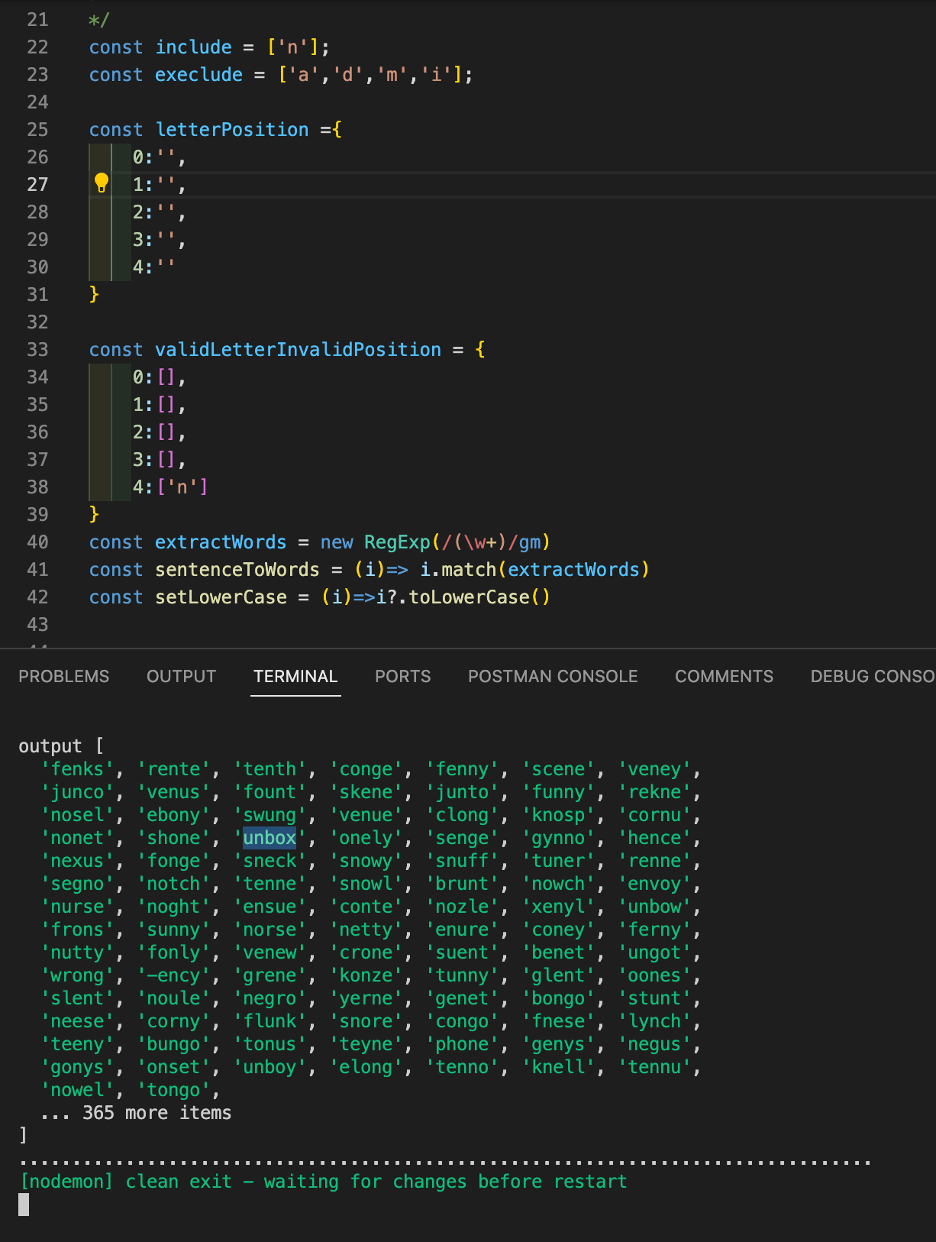 21 */
22 const include = ['n'];
23 const execlude = ['a','d','m','i'];
24
25 const letterPosition ={
26 0:'',
27 1:'',
28 2:'',
29 3:'',
30 4:''
31 }
32
33 const validLetterInvalidPosition = {
34 0:[],
35 1:[],
36 2:[],
37 3:[],
38 4:['n']
39 }
40 const extractWords = new RegExp(/(\w+)/gm)
41 const sentenceToWords = (i)=> i.match(extractWords)
42 const setLowerCase = (i)=>i?.toLowerCase()
43
PROBLEMS OUTPUT TERMINAL PORTS POSTMAN CONSOLE COMMENTS DEBUG CONSO
output [
'fenks', 'rente', 'tenth', 'conge', 'fenny', 'scene', 'veney',
'junco', 'venus', 'fount', 'skene', 'junto', 'funny', 'rekne',
'nosel', 'ebony', 'swung', 'venue', 'clong', 'knosp', 'cornu',
'nonet', 'shone', 'unbox', 'onely', 'senge', 'gynno', 'hence',
'nexus', 'fonge', 'sneck', 'snowy', 'snuff', 'tuner', 'renne',
'segno', 'notch', 'tenne', 'snowl', 'brunt', 'nowch', 'envoy',
'nurse', 'noght', 'ensue', 'conte', 'nozle', 'xenyl', 'unbow',
'frons', 'sunny', 'norse', 'netty', 'enure', 'coney', 'ferny',
'nutty', 'fonly', 'venew', 'crone', 'suent', 'benet', 'ungot',
'wrong', '-ency', 'grene', 'konze', 'tunny', 'glent', 'oones',
'slent', 'noule', 'negro', 'yerne', 'genet', 'bongo', 'stunt',
'neese', 'corny', 'flunk', 'snore', 'congo', 'fnese', 'lynch',
'teeny', 'bungo', 'tonus', 'teyne', 'phone', 'genys', 'negus',
'gonys', 'onset', 'unboy', 'elong', 'tenno', 'knell', 'tennu',
'nowel', 'tongo',
... 365 more items
]
[nodemon] clean exit - waiting for changes before restart